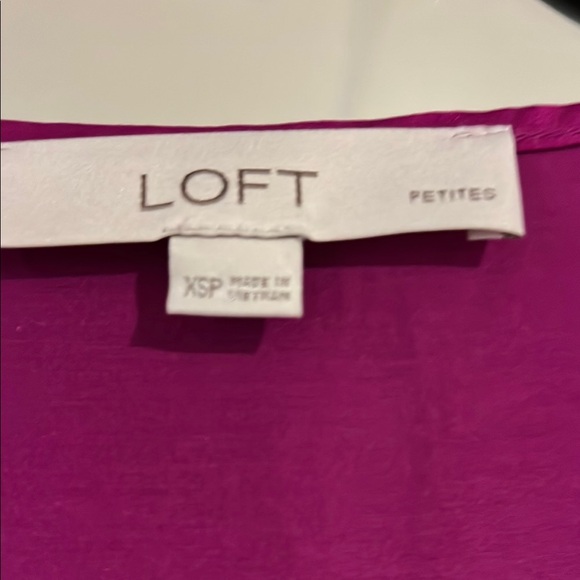 LOFT PETITES
XSP MADE IN
VIETNAM